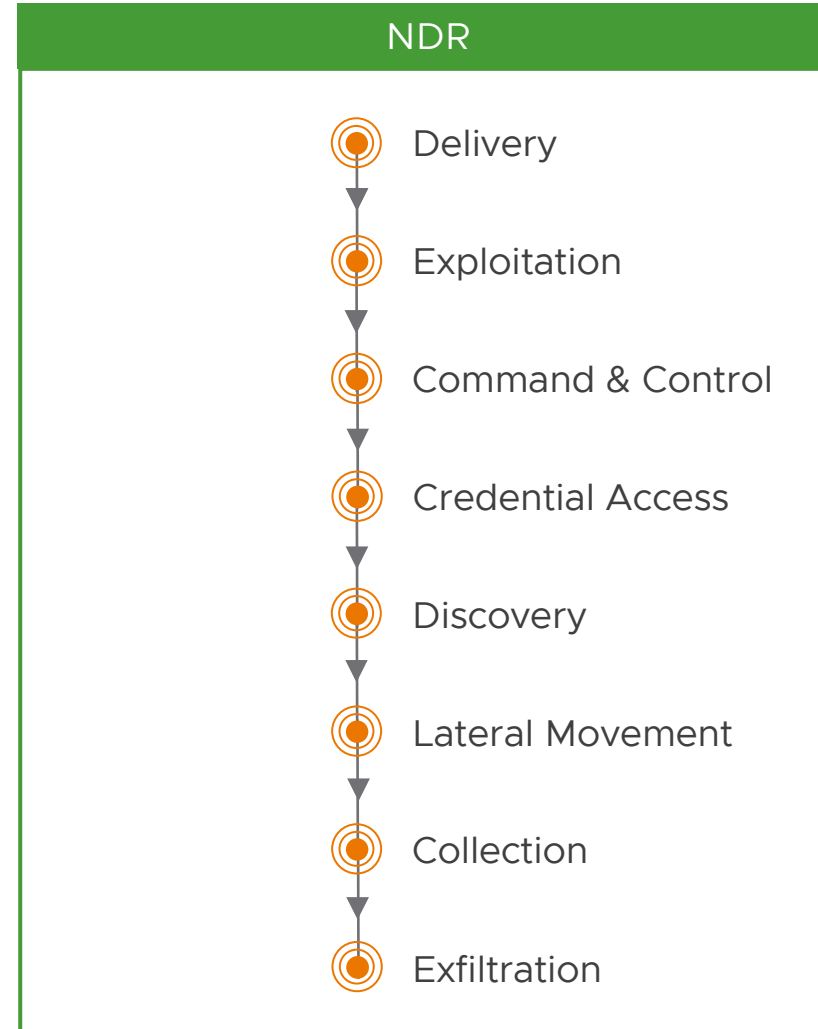 NDR
Delivery
Exploitation
Command & Control
Credential Access
Discovery
Lateral Movement
Collection
Exfiltration